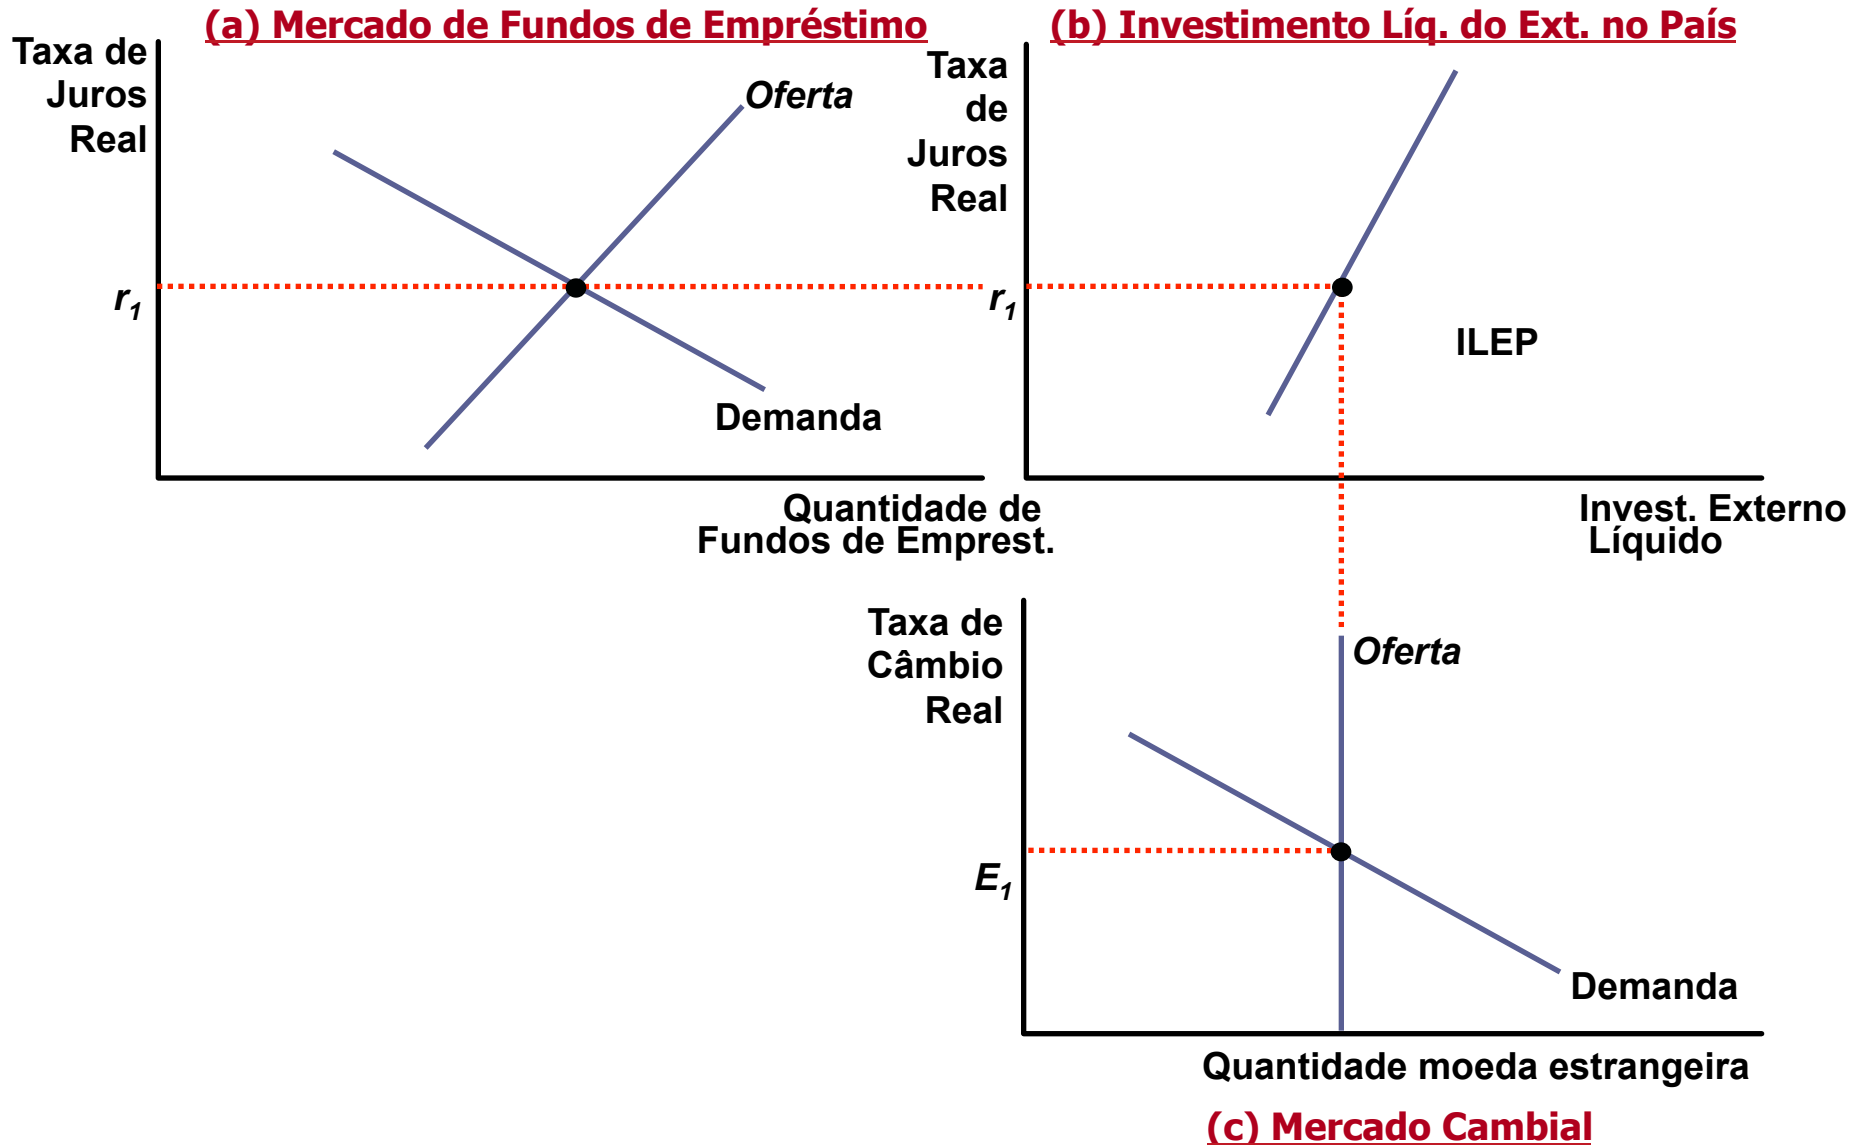 (a) Mercado de Fundos de Empréstimo
Taxa de
Juros
Real
Oferta
r1
Demanda
Quantidade de
Fundos de Emprest.
(b) Investimento Líq. do Ext. no País
Taxa
de
Juros
Real
r1
ILEP
Invest. Externo
Líquido
Taxa de
Câmbio
Real
Oferta
E1
Demanda
Quantidade moeda estrangeira
(c) Mercado Cambial